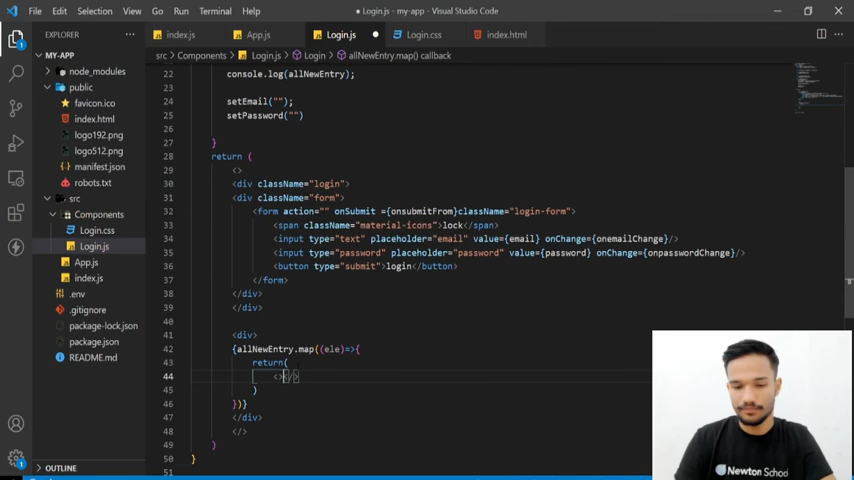 File Edit Selection View Go Run Terminal Help
● Login.js - my-app - Visual Studio Code
EXPLORER
index.js App.js Login.js Login.css index.html
MY-APP
src > Components > Login.js > Login > allNewEntry.map() callback
node_modules
public
favicon.ico
index.html
logo192.png
logo512.png
manifest.json
robots.txt
src
Components
Login.css
Login.js
App.js
index.js
.env
.gitignore
package-lock.json
package.json
README.md
OUTLINE
22 console.log(allNewEntry);
23
24 setEmail("");
25 setPassword("")
26
27 }
28 return (
29 <>
30 <div className="login">
31 <div className="form">
32 <form action="" onSubmit ={onsubmitFrom}className="login-form">
33 <span className="material-icons">lock</span>
34 <input type="text" placeholder="email" value={email} onChange={onemailChange}/>
35 <input type="password" placeholder="password" value={password} onChange={onpasswordChange}/>
36 <button type="submit">login</button>
37 </form>
38 </div>
39 </div>
40
41 <div>
42 {allNewEntry.map((ele)=>{
43 return(
44 <></>
45 )
46 })}
47 </div>
48 </>
49 )
50 }
51
1
1
Newton School